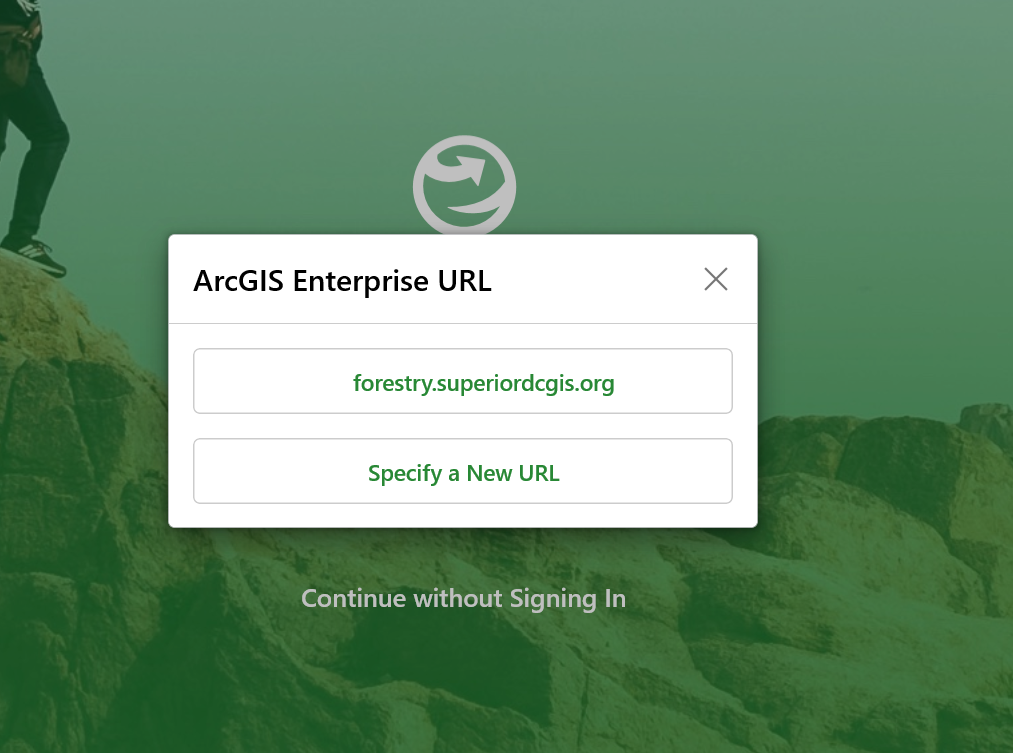 ArcGIS Enterprise URL
forestry.superiordcgis.org
Specify a New URL
Continue without Signing In